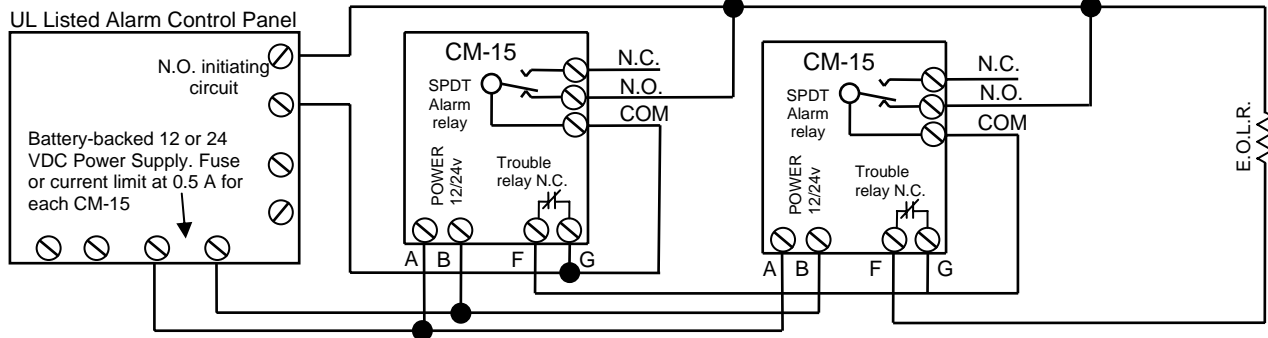 UL Listed Alarm Control Panel
N.O. initiating
circuit
Battery-backed 12 or 24
VDC Power Supply. Fuse
or current limit at 0.5 A for
each CM-15
CM-15
SPDT
Alarm
relay
N.C.
N.O.
COM
POWER
12/24v
Trouble
relay N.C.
A
B
F
G
CM-15
SPDT
Alarm
relay
N.C.
N.O.
COM
POWER
12/24v
Trouble
relay N.C.
A
B
F
G
E.O.L.R.